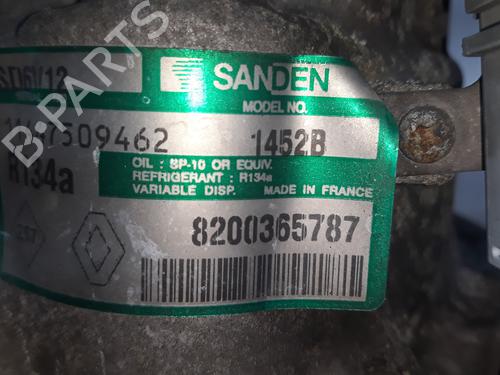 SD6V12
SANDEN
MODEL NO.
509462
1452B
R134a
OIL : SP-10 OR EQUIV.
REFRIGERANT : R134a
VARIABLE DISP. MADE IN FRANCE
8200365787